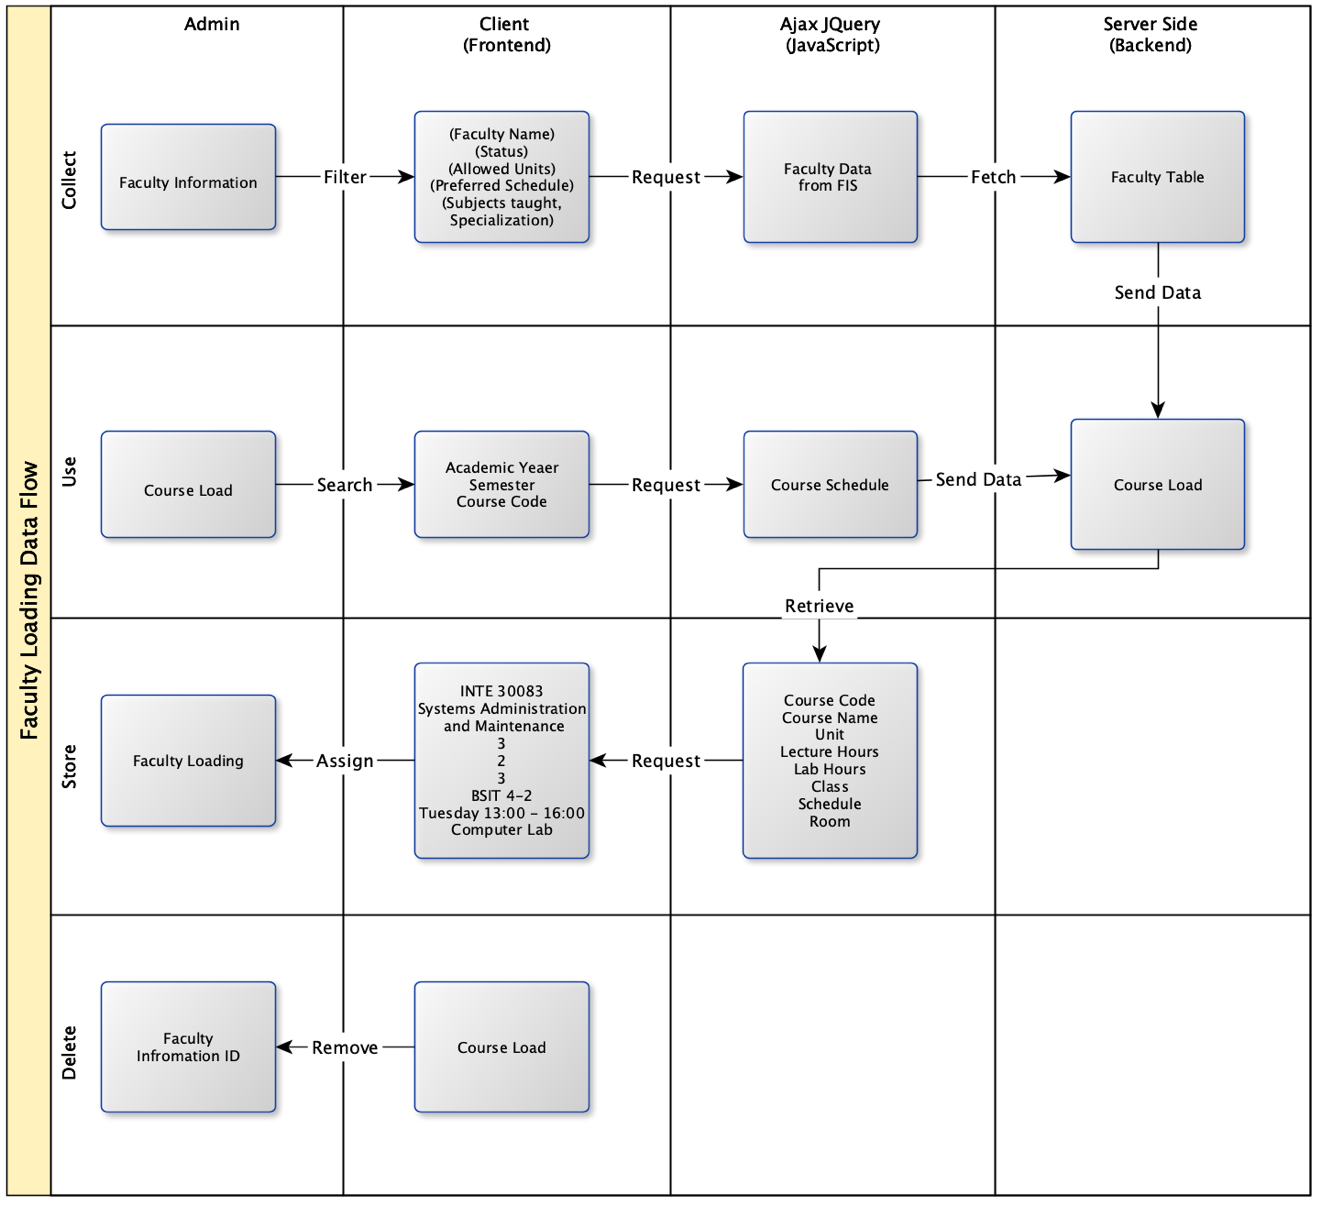 Faculty Loading Data Flow
Admin
Client
(Frontend)
Ajax JQuery
(JavaScript)
Server Side
(Backend)
Collect
Faculty Information
Filter
(Faculty Name)
(Status)
(Allowed Units)
(Preferred Schedule)
(Subjects taught,
Specialization)
Request
Faculty Data
from FIS
Fetch
Faculty Table
Send Data
Use
Course Load
Search
Academic Yeaer
Semester
Course Code
Request
Course Schedule
Send Data
Course Load
Retrieve
Store
Faculty Loading
Assign
INTE 30083
Systems Administration
and Maintenance
3
2
3
BSIT 4-2
Tuesday 13:00 - 16:00
Computer Lab
Request
Course Code
Course Name
Unit
Lecture Hours
Lab Hours
Class
Schedule
Room
Delete
Faculty
Infromation ID
Remove
Course Load